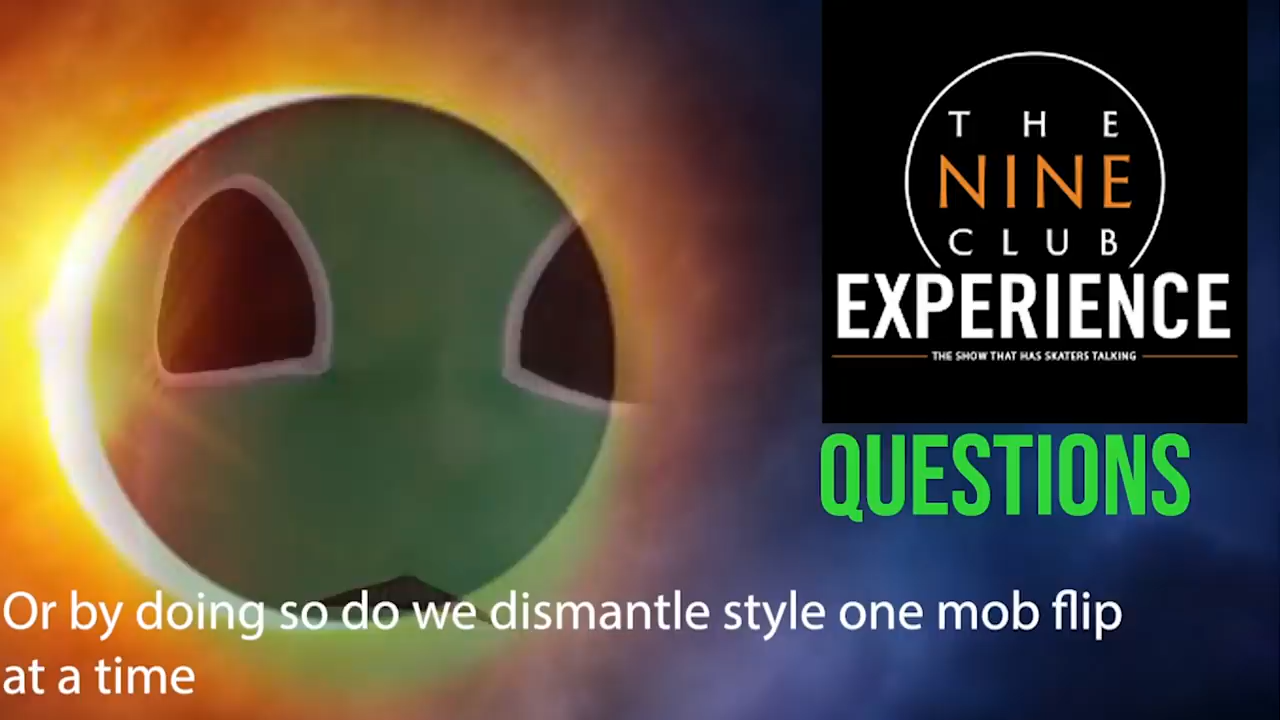 THE
NINE
CLUB
EXPERIENCE
THE SHOW THAT HAS SKATERS TALKING
QUESTIONS
Or by doing so do we dismantle style one mob flip
at a time